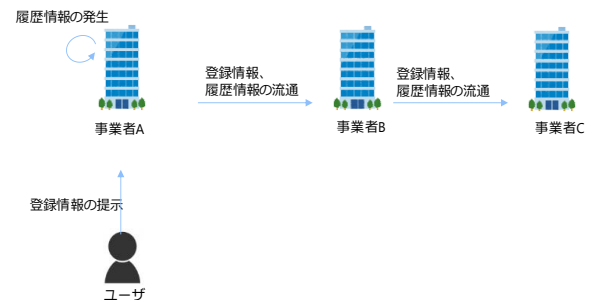 履歴情報の発生
登録情報、
履歴情報の流通
登録情報、
履歴情報の流通
事業者A
事業者B
事業者C
登録情報の提示
ユーザ